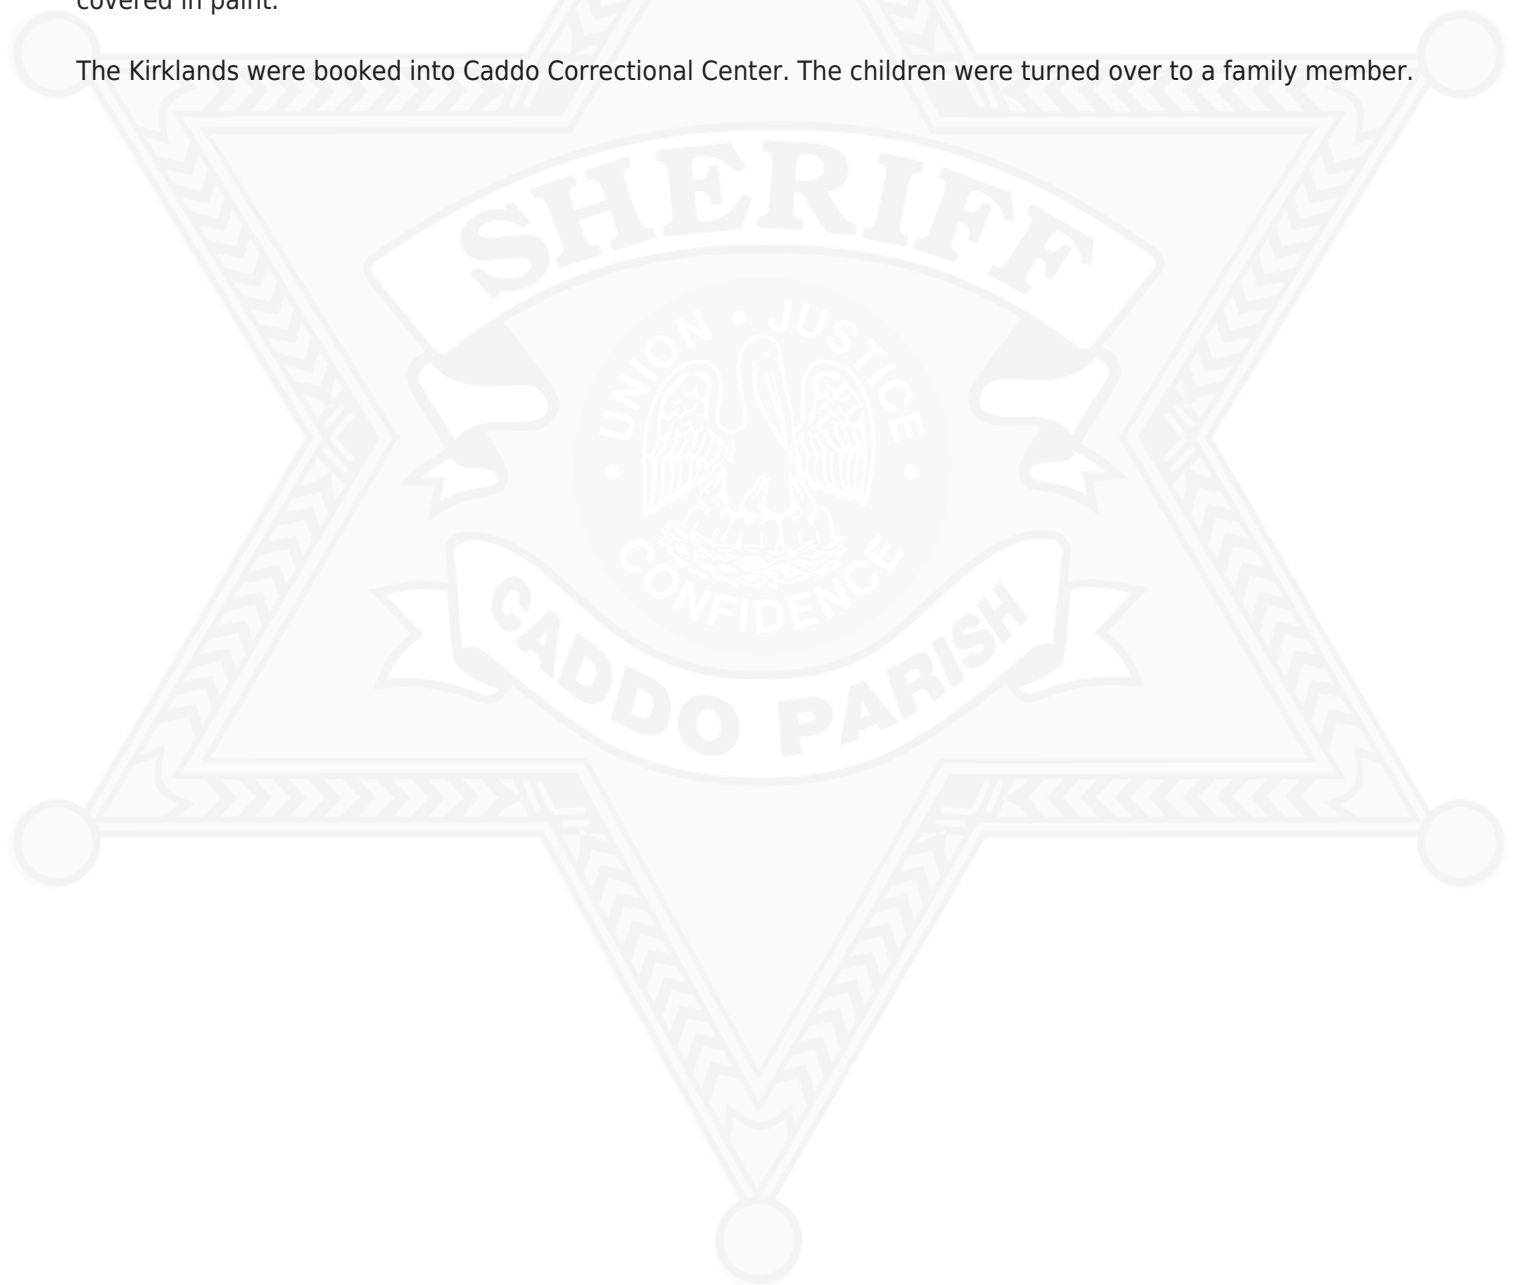 covered in paint.
The Kirklands were booked into Caddo Correctional Center. The children were turned over to a family member.
SHERIFF
UNION • JUSTICE
CONFIDENCE
CADDO PARISH